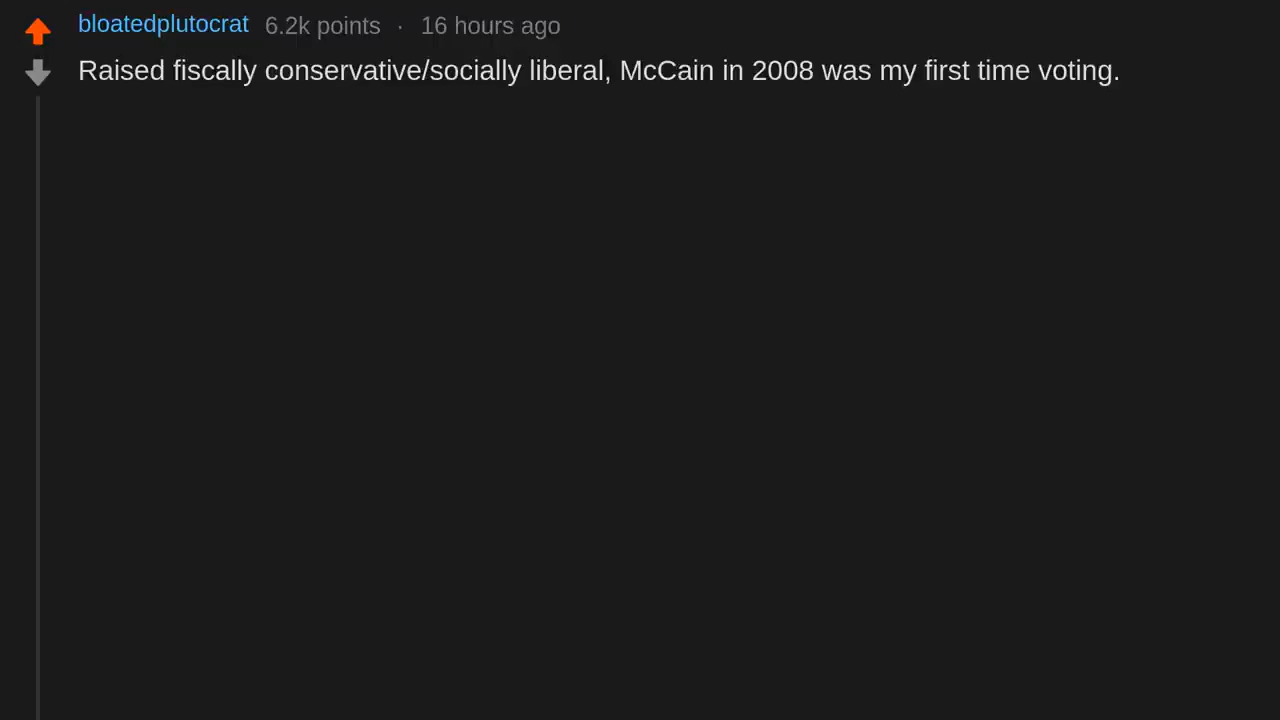 bloatedplutocrat 6.2k points · 16 hours ago
Raised fiscally conservative/socially liberal, McCain in 2008 was my first time voting.